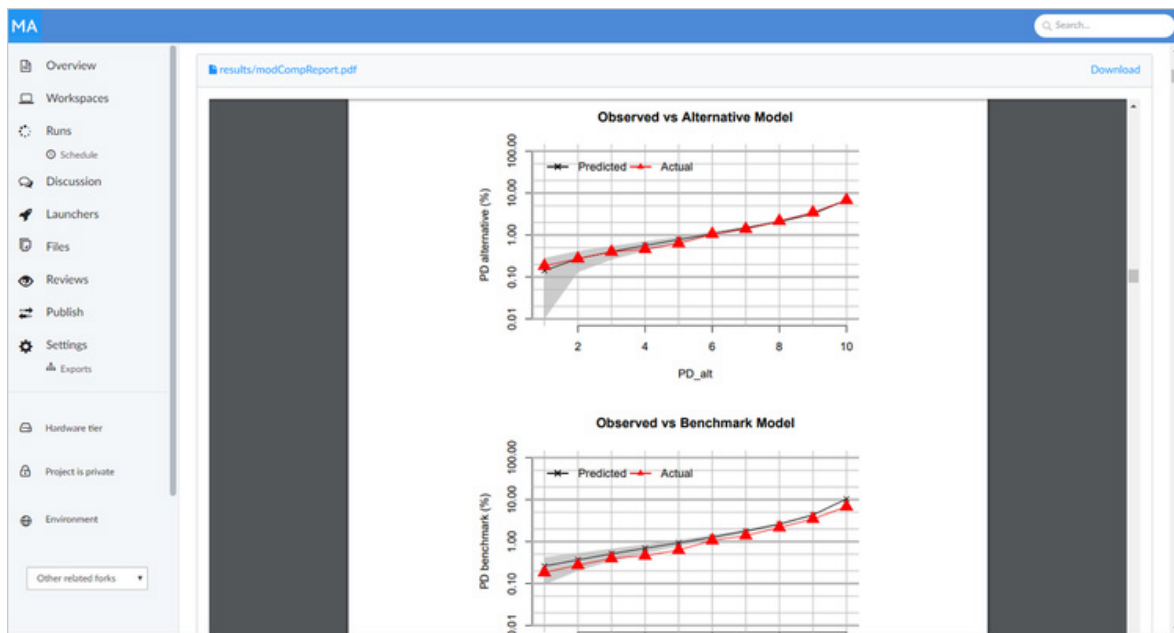 MA
Search...
Overview
Workspaces
Runs
Schedule
Discussion
Launchers
Files
Reviews
Publish
Settings
Exports
Hardware tier
Project is private
Environment
Other related forks
results/modCompReport.pdf
Download
Observed vs Alternative Model
Predicted
Actual
PD alternative (%)
100.00
10.00
1.00
0.10
0.01
2 4 6 8 10
PD_alt
Observed vs Benchmark Model
Predicted
Actual
PD benchmark (%)
100.00
10.00
1.00
0.10
0.01